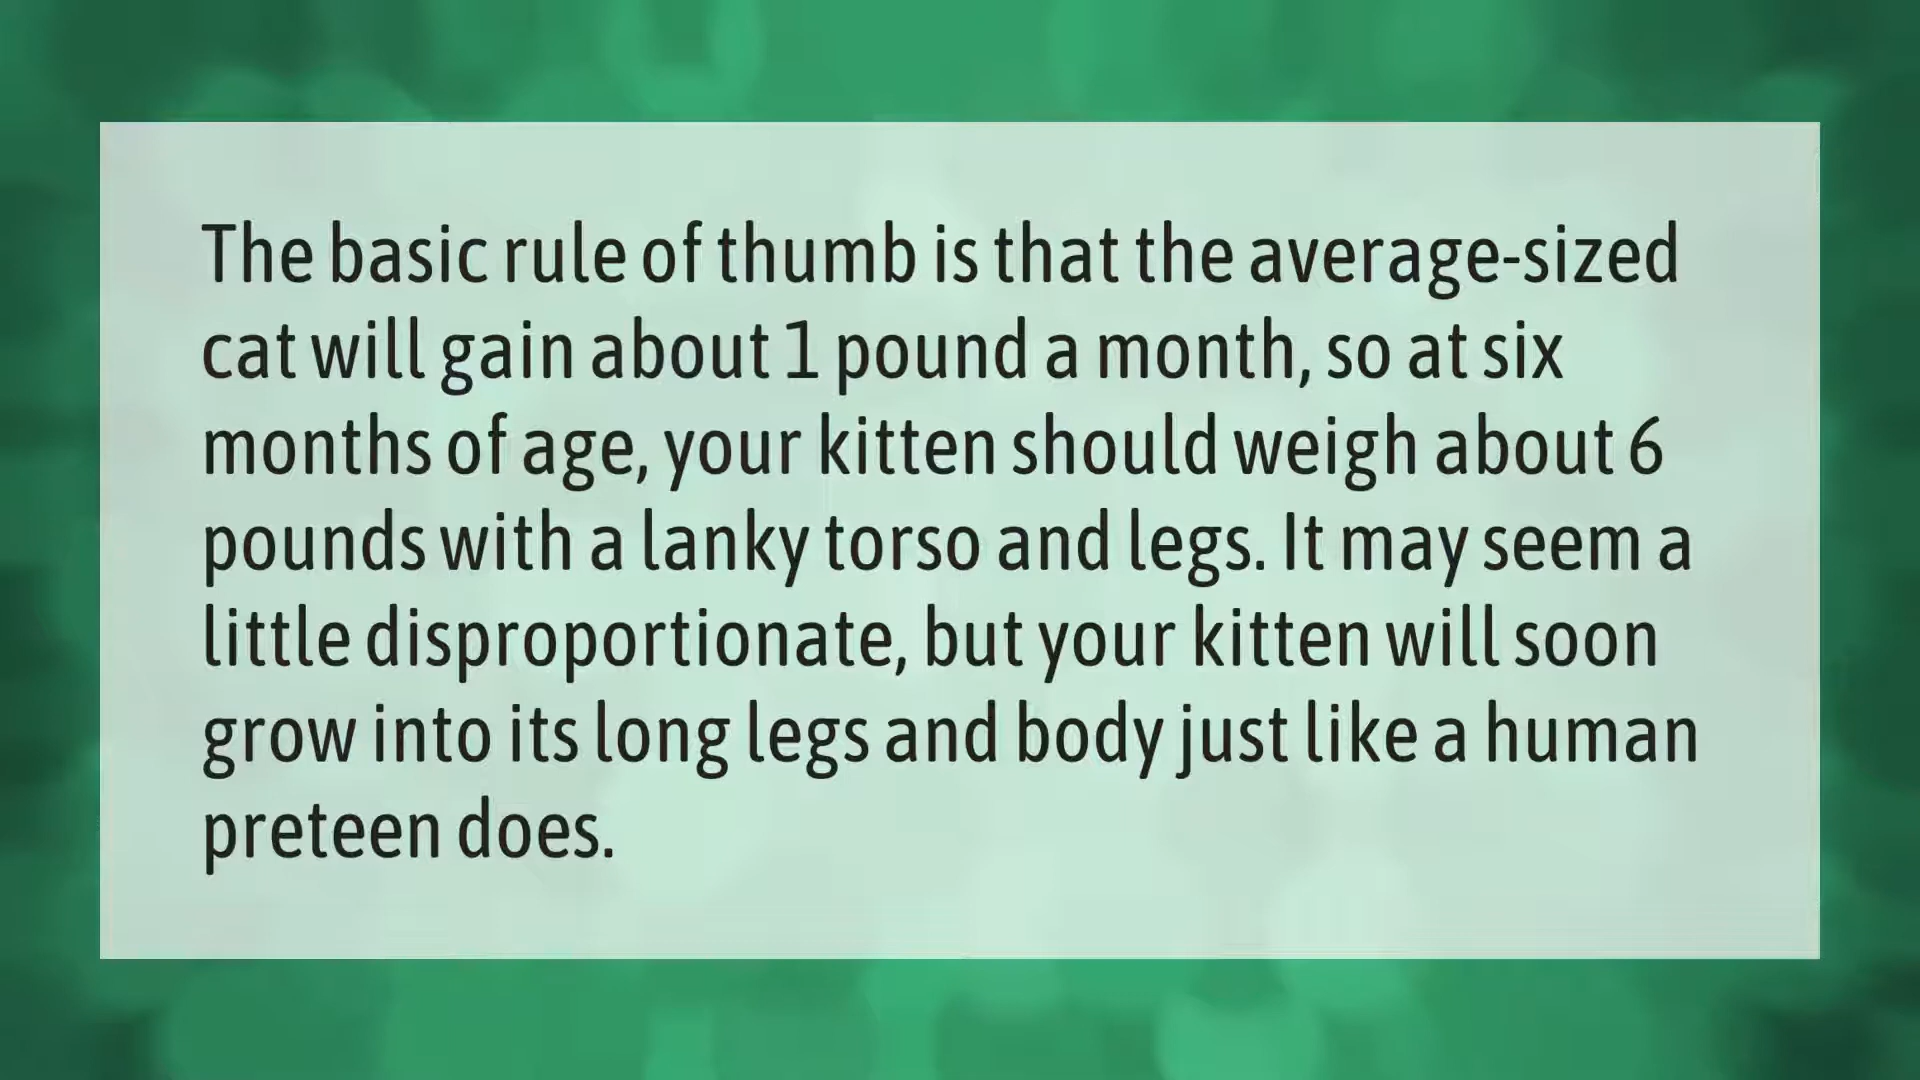 The basic rule of thumb is that the average-sized
cat will gain about 1 pound a month, so at six
months of age, your kitten should weigh about 6
pounds with a lanky torso and legs. It may seem a
little disproportionate, but your kitten will soon
grow into its long legs and body just like a human
preteen does.